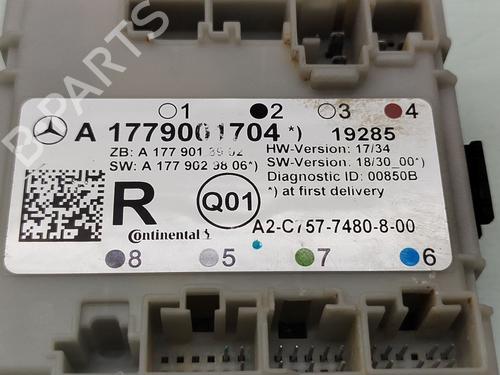 B-PARTS
1 2 3 4
A 1779001704 *) 19285
ZB: A 177 901 3902 HW-Version: 17/34
SW: A 177 902 98 06*) SW-Version: 18/30_00*)
Diagnostic ID: 00850B
*) at first delivery
R Q01
Continental A2-C757-7480-8-00
8 5 7 6